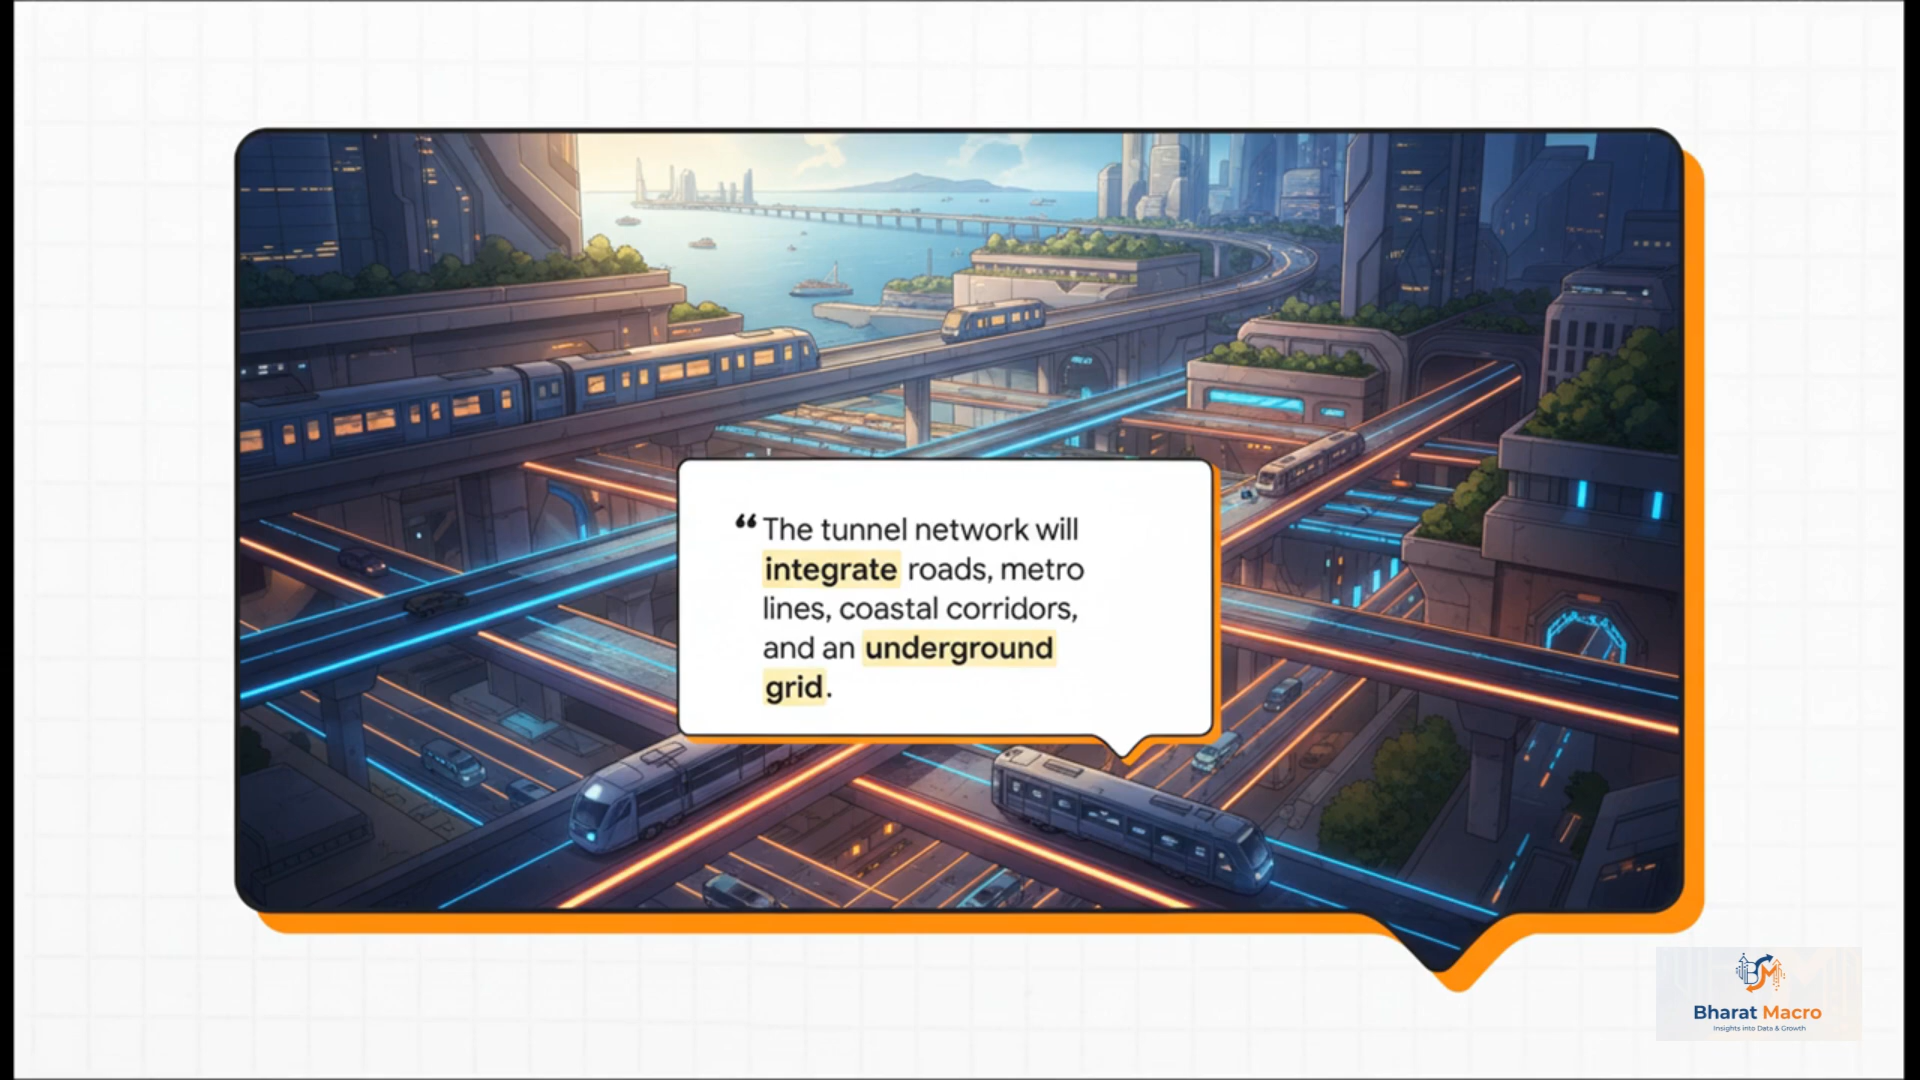 “The tunnel network will
integrate roads, metro
lines, coastal corridors,
and an underground
grid.
BM
Bharat Macro
Insights into Data & Growth